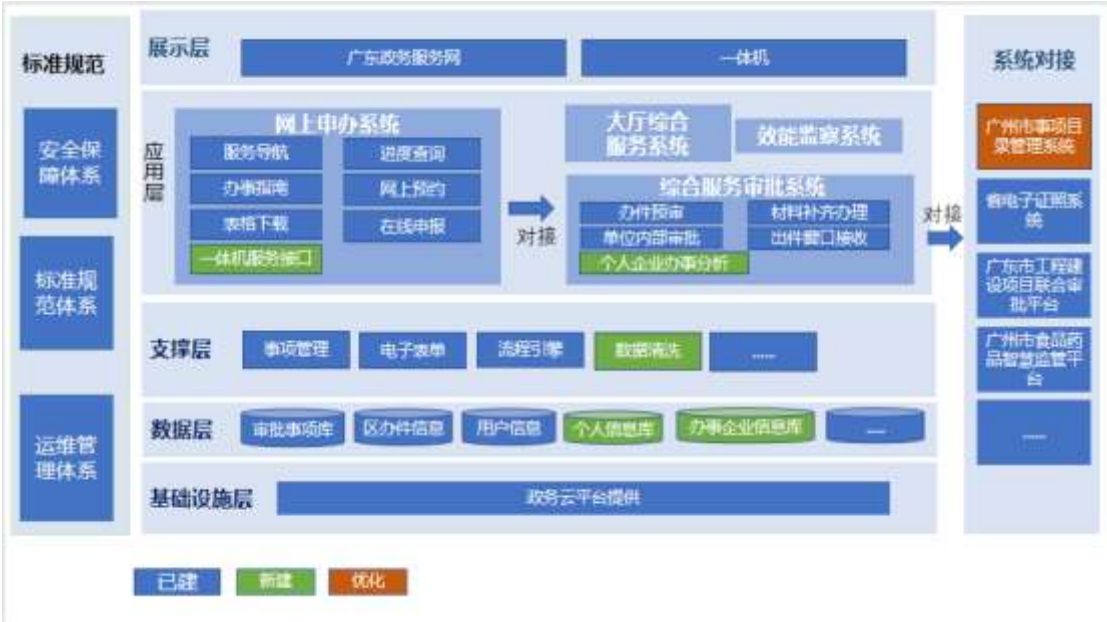 标准规范
安全保
障体系
标准规
范体系
运维管
理体系
展示层
广东政务服务网
一体机
应
用
层
网上申办系统
服务导航
进度查询
办事指南
网上预约
表格下载
在线申报
一体机服务接口
对接
大厅综合
服务系统
效能监察系统
综合服务审批系统
办件预审
材料补齐办理
单位内部审批
出件窗口接收
个人企业办事分析
对接
支撑层
事项管理
电子表单
流程引擎
数据清洗
......
数据层
审批事项库
区办件信息
用户信息
个人信息库
办事企业信息库
......
基础设施层
政务云平台提供
系统对接
广州市事项目
录管理系统
省电子证照系
统
广东市工程建
设项目联合审
批平台
广州市食品药
品智慧监管平
台
......
已建
新建
优化